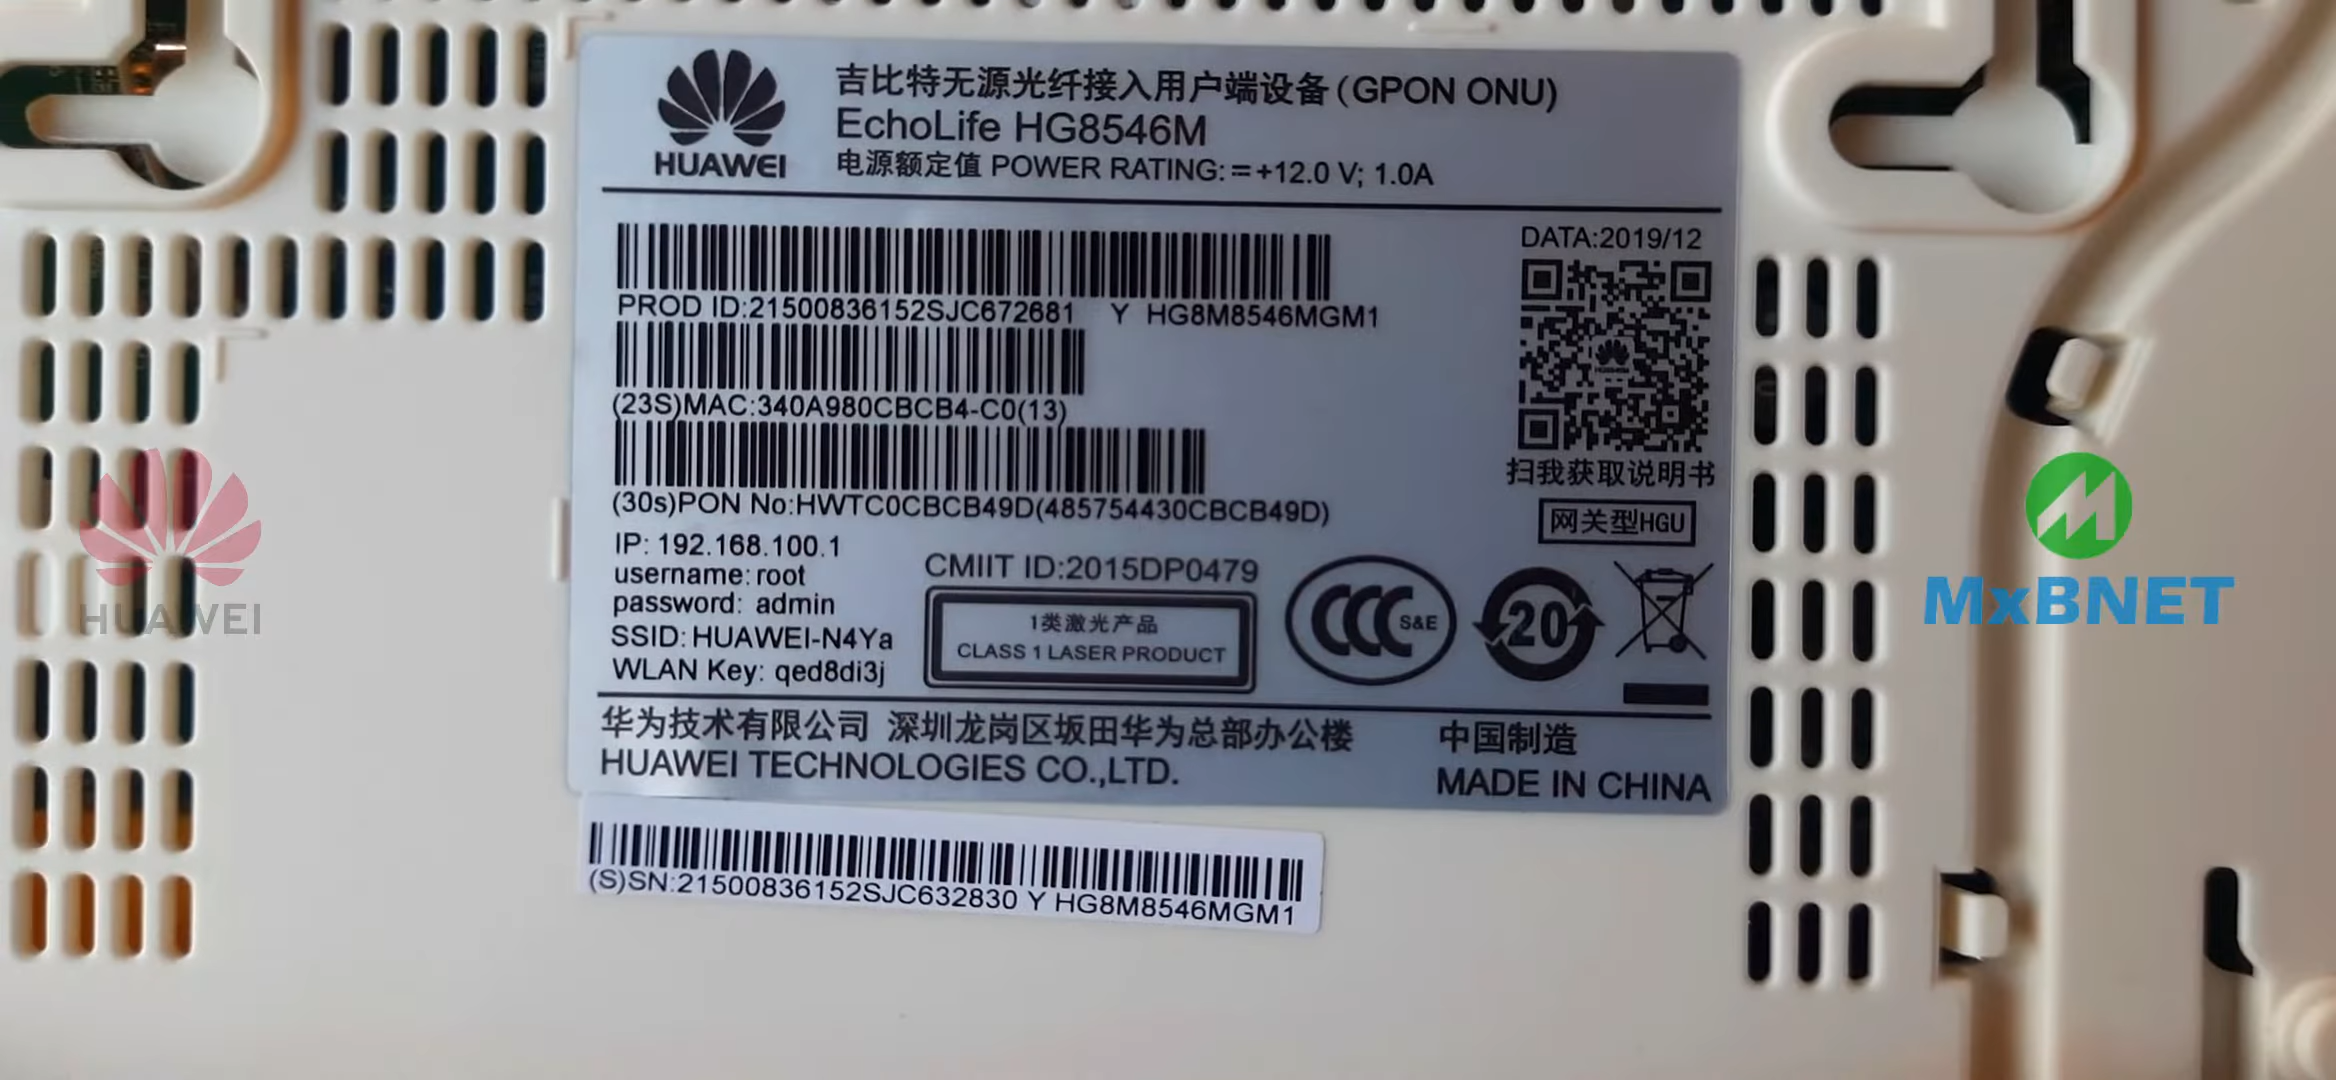 吉比特无源光纤接入用户端设备(GPON ONU)
EchoLife HG8546M
HUAWEI
电源额定值 POWER RATING: ⎓ +12.0 V; 1.0A
DATA:2019/12
PROD ID:21500836152SJC672681 Y HG8M8546MGM1
(23S)MAC:340A980CBCB4-C0(13)
扫我获取说明书
(30s)PON No:HWTC0CBCB49D(485754430CBCB49D)
网关型HGU
IP: 192.168.100.1
username: root
password: admin
SSID: HUAWEI-N4Ya
WLAN Key: qed8di3j
CMIIT ID:2015DP0479
1类激光产品
CLASS 1 LASER PRODUCT
CCC S&E
20
华为技术有限公司 深圳龙岗区坂田华为总部办公楼
HUAWEI TECHNOLOGIES CO.,LTD.
中国制造
MADE IN CHINA
(S)SN:21500836152SJC632830 Y HG8M8546MGM1
HUAWEI
MxBNET